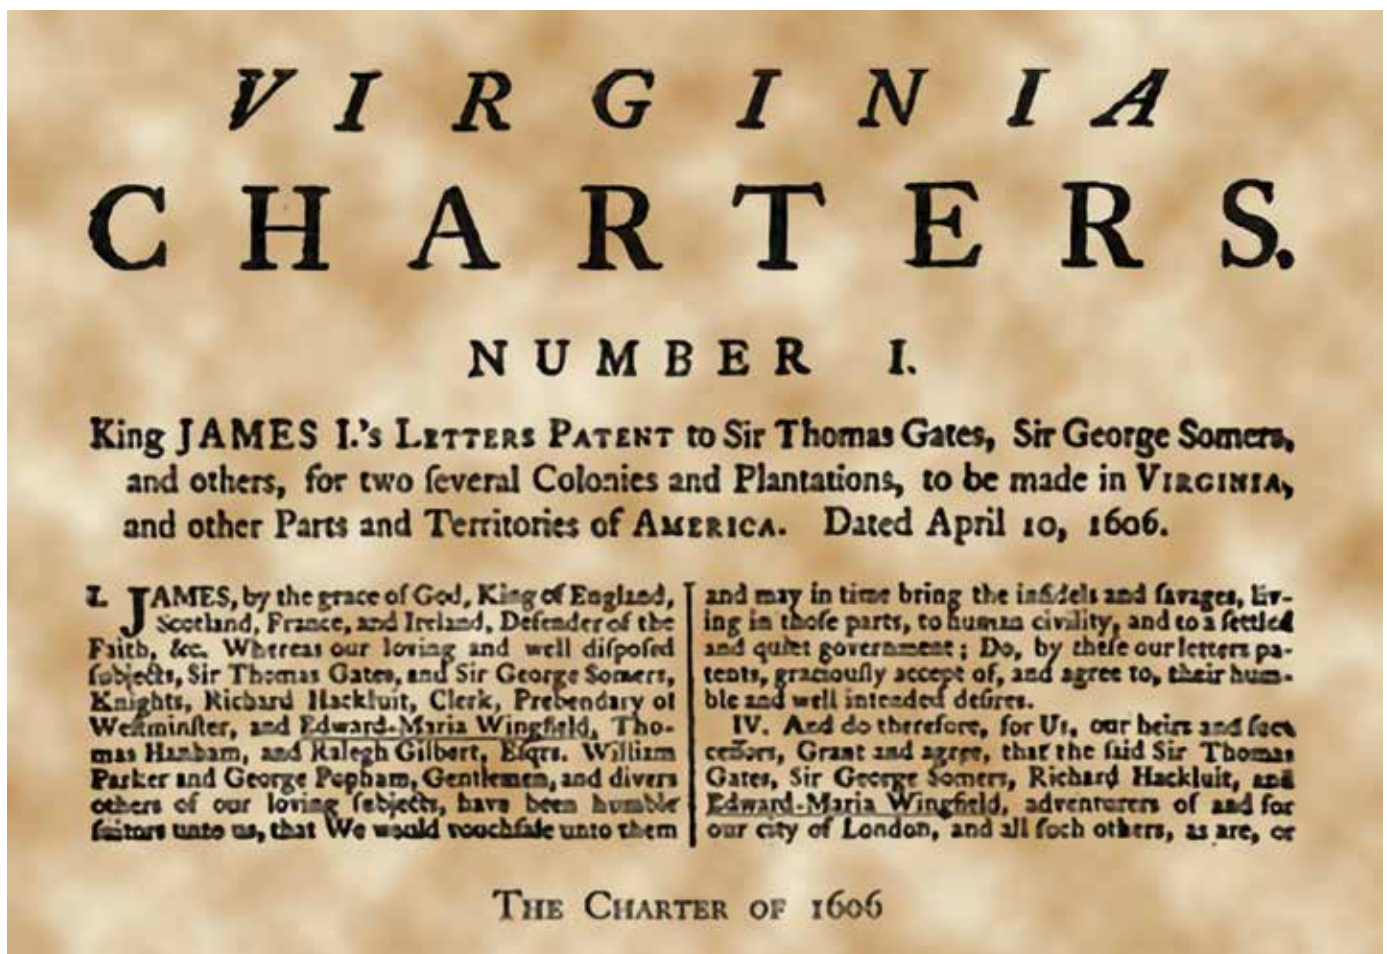 VIRGINIA
CHARTERS.
NUMBER I.
King JAMES I.'s LETTERS PATENT to Sir Thomas Gates, Sir George Somers,
and others, for two ſeveral Colonies and Plantations, to be made in VIRGINIA,
and other Parts and Territories of AMERICA. Dated April 10, 1606.
I. JAMES, by the grace of God, King of England,
Scotland, France, and Ireland, Defender of the
Faith, &c. Whereas our loving and well diſpoſed
ſubjects, Sir Thomas Gates, and Sir George Somers,
Knights, Richard Hackluit, Clerk, Prebendary of
Weſtminſter, and Edward-Maria Wingfield, Tho-
mas Hanham, and Ralegh Gilbert, Eſqrs. William
Parker and George Popham, Gentlemen, and divers
others of our loving ſubjects, have been humble
ſuitors unto us, that We would vouchſafe unto them
and may in time bring the infidels and ſavages, liv-
ing in thoſe parts, to human civility, and to a ſettled
and quiet government; Do, by theſe our letters pa-
tents, graciouſly accept of, and agree to, their hum-
ble and well intended deſires.
IV. And do therefore, for Us, our heirs and ſuc
ceſſors, Grant and agree, that the ſaid Sir Thomas
Gates, Sir George Somers, Richard Hackluit, and
Edward-Maria Wingfield, adventurers of and for
our city of London, and all ſuch others, as are, or
THE CHARTER OF 1606